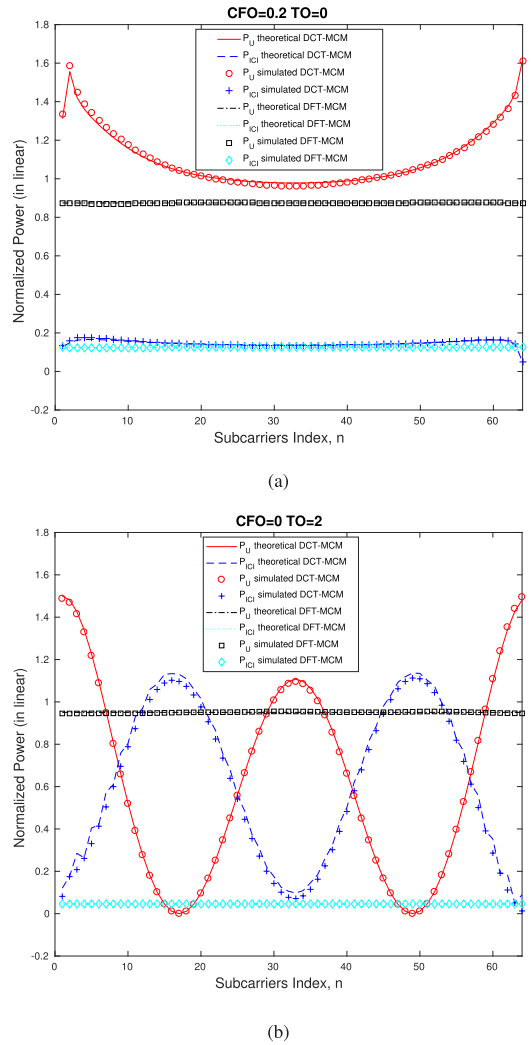 CFO=0.2 TO=0
P_U theoretical DCT-MCM
P_ICI theoretical DCT-MCM
P_U simulated DCT-MCM
P_ICI simulated DCT-MCM
P_U theoretical DFT-MCM
P_ICI theoretical DFT-MCM
P_U simulated DFT-MCM
P_ICI simulated DFT-MCM
Normalized Power (in linear)
1.8
1.6
1.4
1.2
1
0.8
0.6
0.4
0.2
0
-0.2
0 10 20 30 40 50 60
Subcarriers Index, n
(a)
CFO=0 TO=2
P_U theoretical DCT-MCM
P_ICI theoretical DCT-MCM
P_U simulated DCT-MCM
P_ICI simulated DCT-MCM
P_U theoretical DFT-MCM
P_ICI theoretical DFT-MCM
P_U simulated DFT-MCM
P_ICI simulated DFT-MCM
Normalized Power (in linear)
1.8
1.6
1.4
1.2
1
0.8
0.6
0.4
0.2
0
-0.2
0 10 20 30 40 50 60
Subcarriers Index, n
(b)